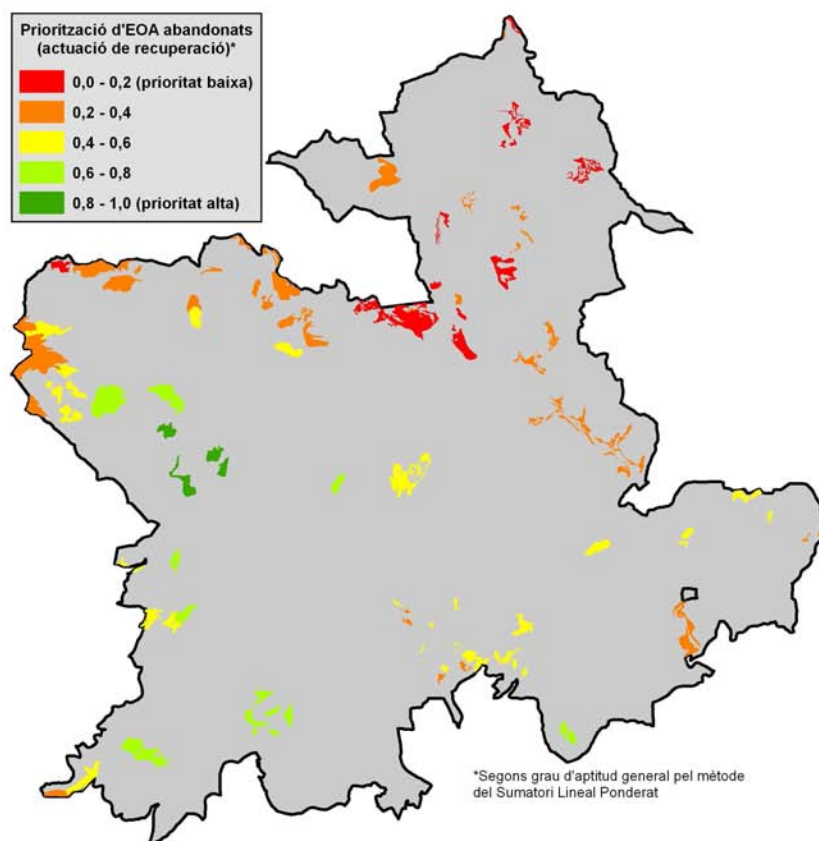 Priorització d'EOA abandonats
(actuació de recuperació)*
0,0 - 0,2 (prioritat baixa)
0,2 - 0,4
0,4 - 0,6
0,6 - 0,8
0,8 - 1,0 (prioritat alta)
*Segons grau d'aptitud general pel mètode
del Sumatori Lineal Ponderat